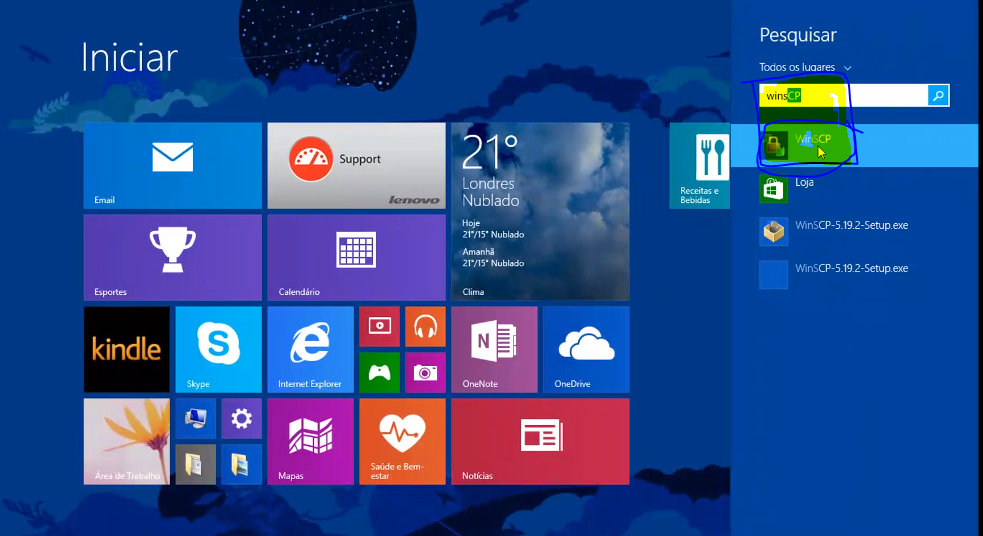 Iniciar
Email
Support
lenovo
21°
Londres
Nublado
Hoje
21°/15° Nublado
Amanhã
21°/15° Nublado
Clima
Receitas e
Bebidas
Esportes
Calendário
kindle
Skype
Internet Explorer
OneNote
OneDrive
Área de Trabalho
Mapas
Saúde e Bem-
estar
Notícias
Pesquisar
Todos os lugares
winsCP
WinSCP
Loja
WinSCP-5.19.2-Setup.exe
WinSCP-5.19.2-Setup.exe